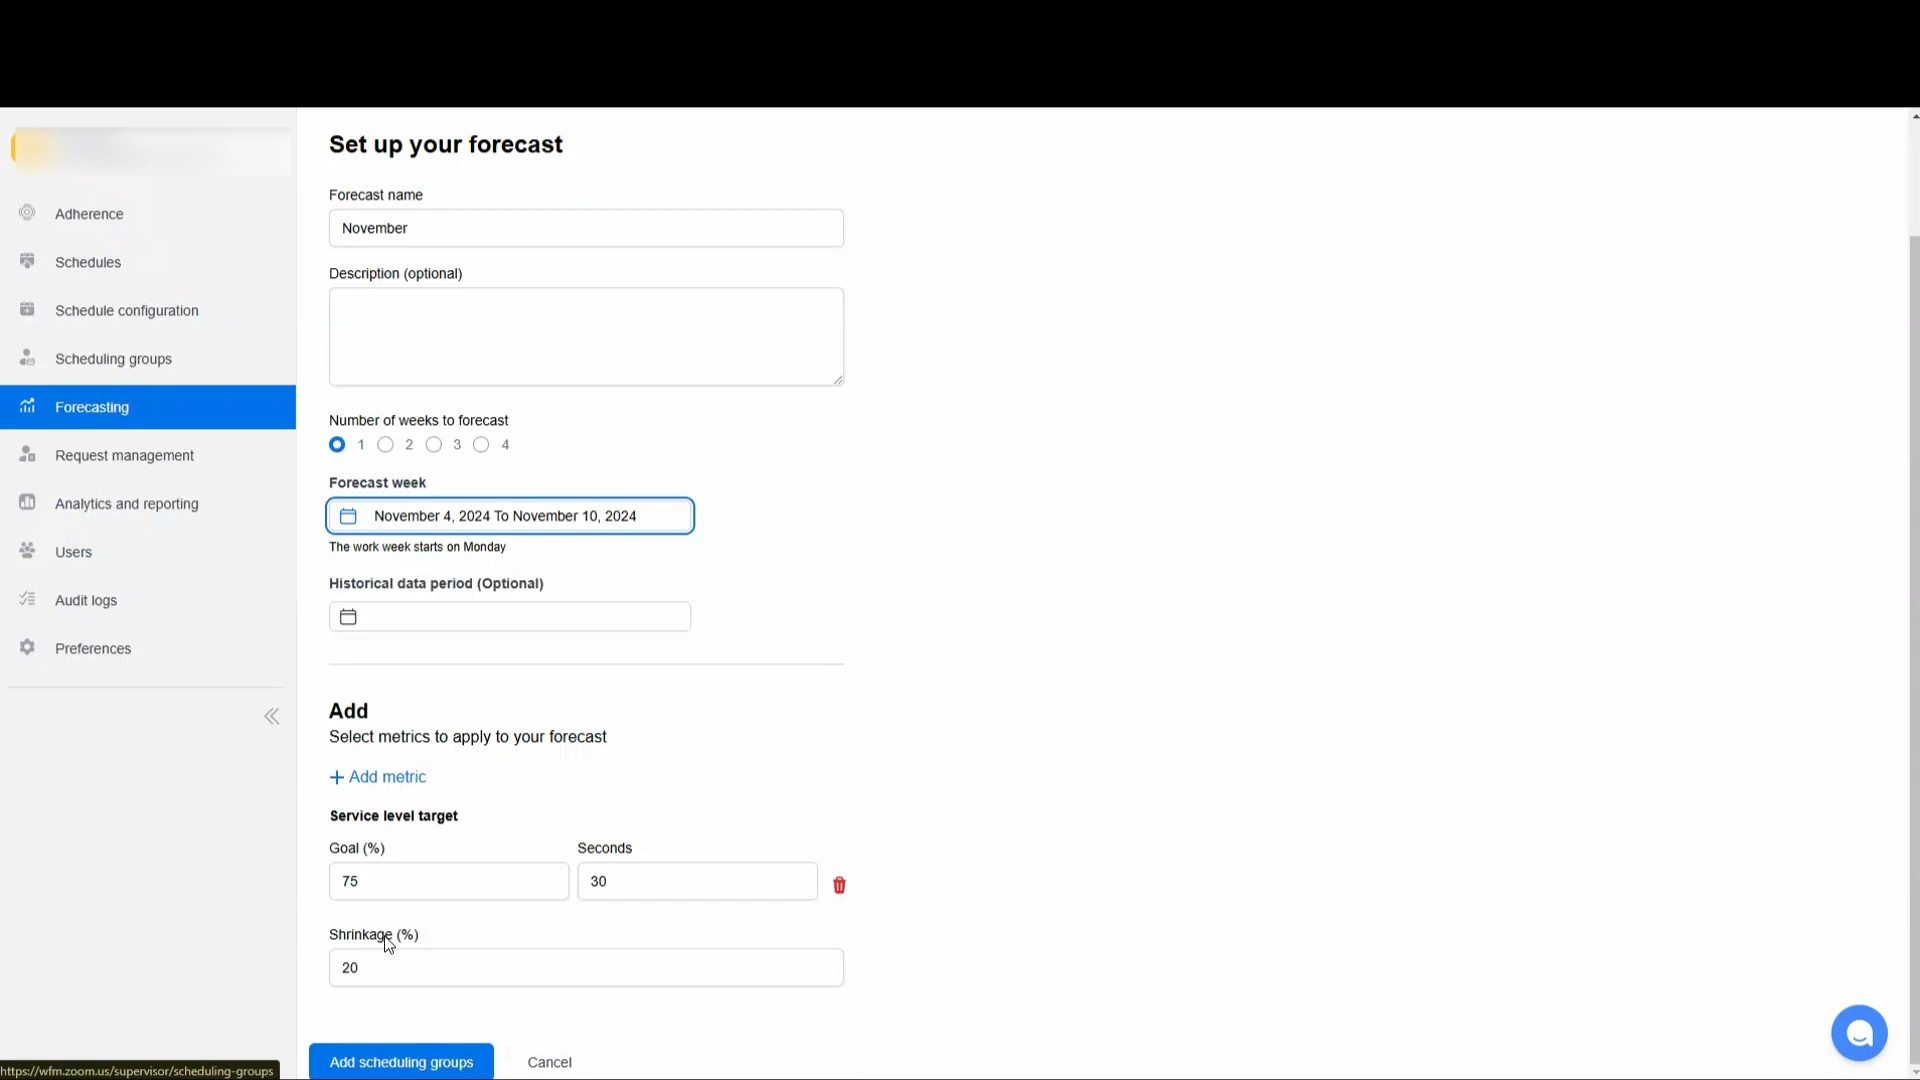 Set up your forecast
Forecast name
November
Description (optional)
Number of weeks to forecast
1 2 3 4
Forecast week
November 4, 2024 To November 10, 2024
The work week starts on Monday
Historical data period (Optional)
Add
Select metrics to apply to your forecast
+ Add metric
Service level target
Goal (%) Seconds
75 30
Shrinkage (%)
20
Add scheduling groups Cancel
Adherence
Schedules
Schedule configuration
Scheduling groups
Forecasting
Request management
Analytics and reporting
Users
Audit logs
Preferences
https://wfm.zoom.us/supervisor/scheduling-groups